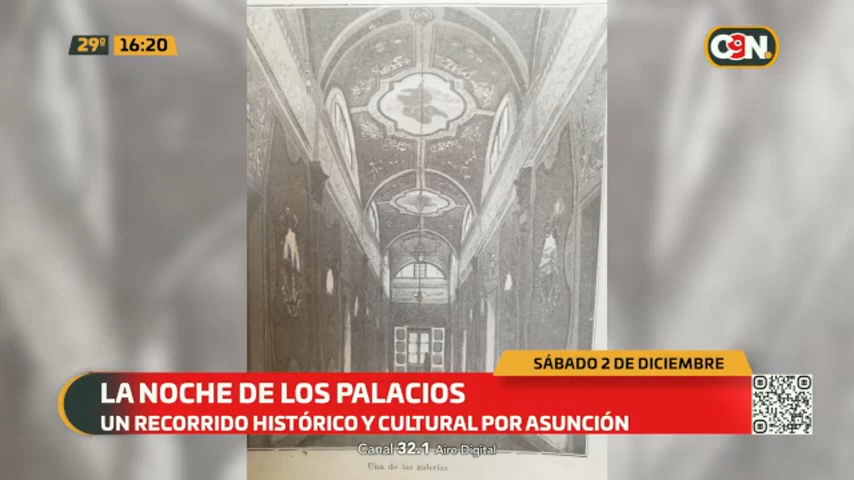 29º 16:20
C9N.
SÁBADO 2 DE DICIEMBRE
LA NOCHE DE LOS PALACIOS
UN RECORRIDO HISTÓRICO Y CULTURAL POR ASUNCIÓN
Canal 32.1 Aire-Digital
Una de las galerías